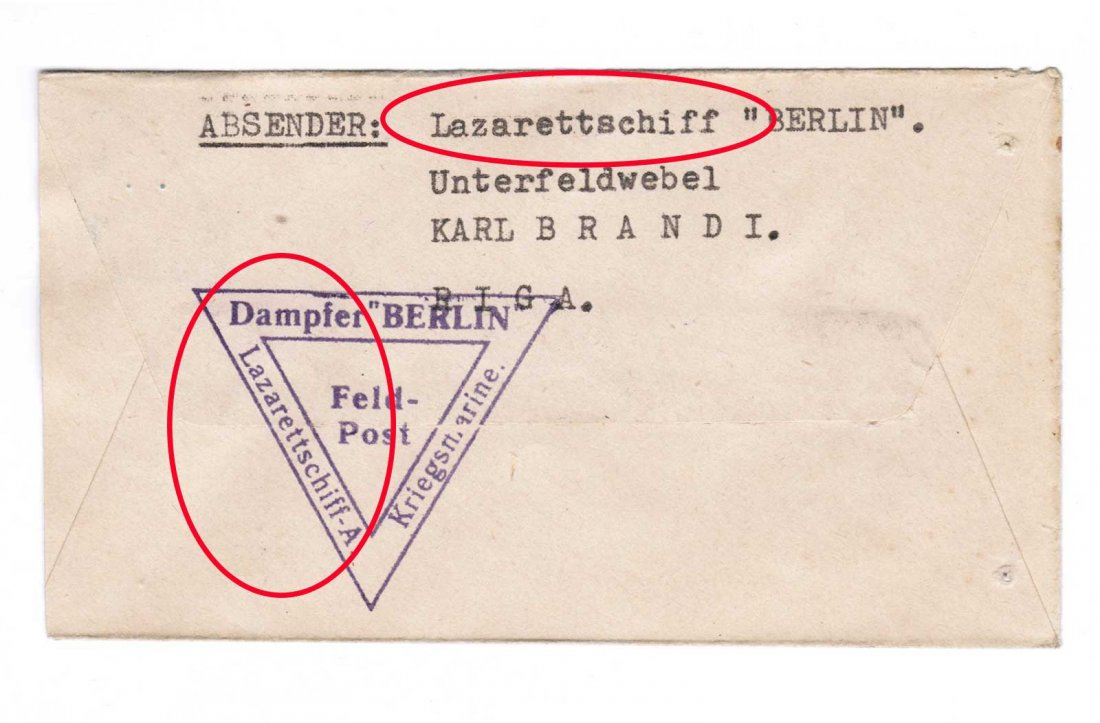 ABSENDER: Lazarettschiff "BERLIN".
Unterfeldwebel
KARL B R A N D I.
R I G A.
Dampfer "BERLIN"
Lazarettschiff-A
Kriegsmarine.
Feld-
Post